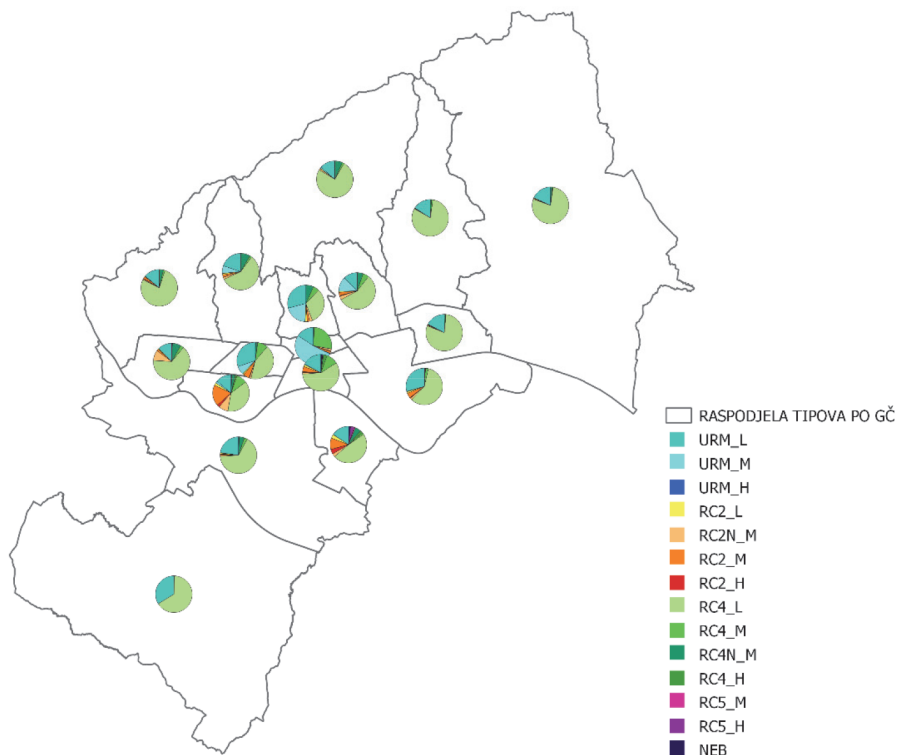 RASPODJELA TIPOVA PO GČ
URM_L
URM_M
URM_H
RC2_L
RC2N_M
RC2_M
RC2_H
RC4_L
RC4_M
RC4N_M
RC4_H
RC5_M
RC5_H
NEB